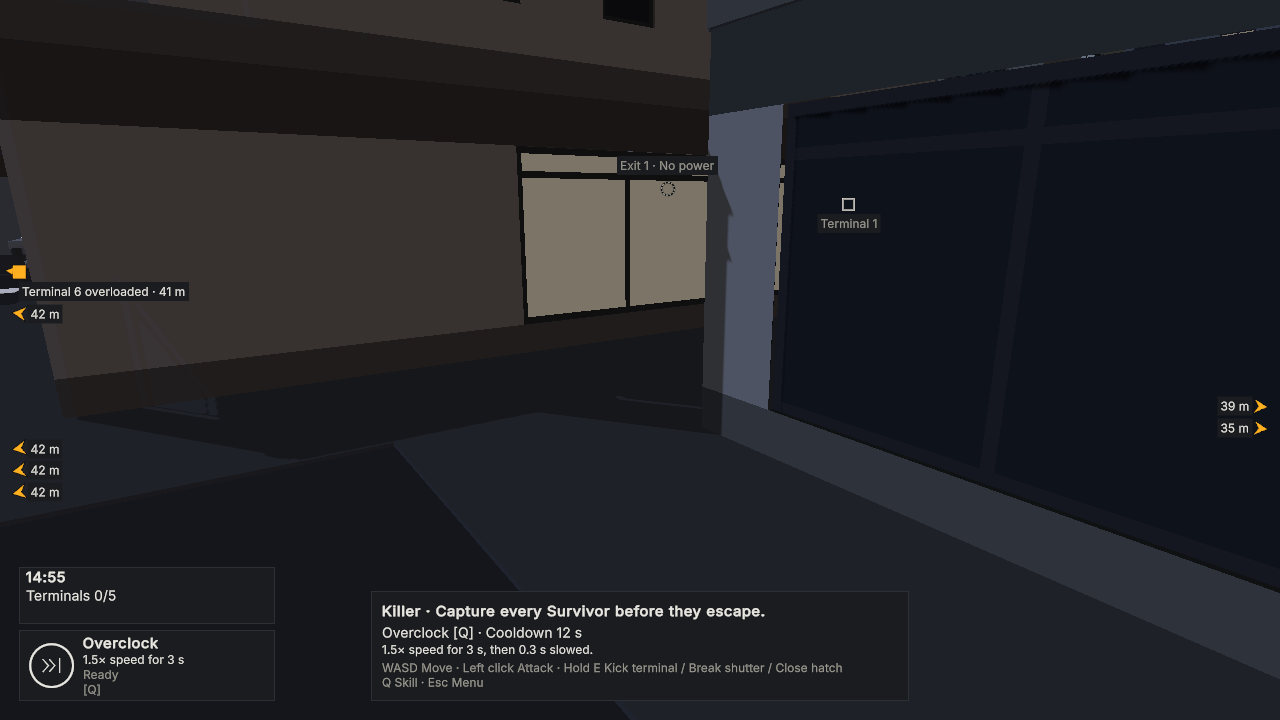 Exit 1 · No power
Terminal 1
Terminal 6 overloaded · 41 m
42 m
39 m
35 m
42 m
42 m
42 m
14:55
Terminals 0/5
Overclock
1.5× speed for 3 s
Ready
[Q]
Killer · Capture every Survivor before they escape.
Overclock [Q] · Cooldown 12 s
1.5× speed for 3 s, then 0.3 s slowed.
WASD Move · Left click Attack · Hold E Kick terminal / Break shutter / Close hatch
Q Skill · Esc Menu